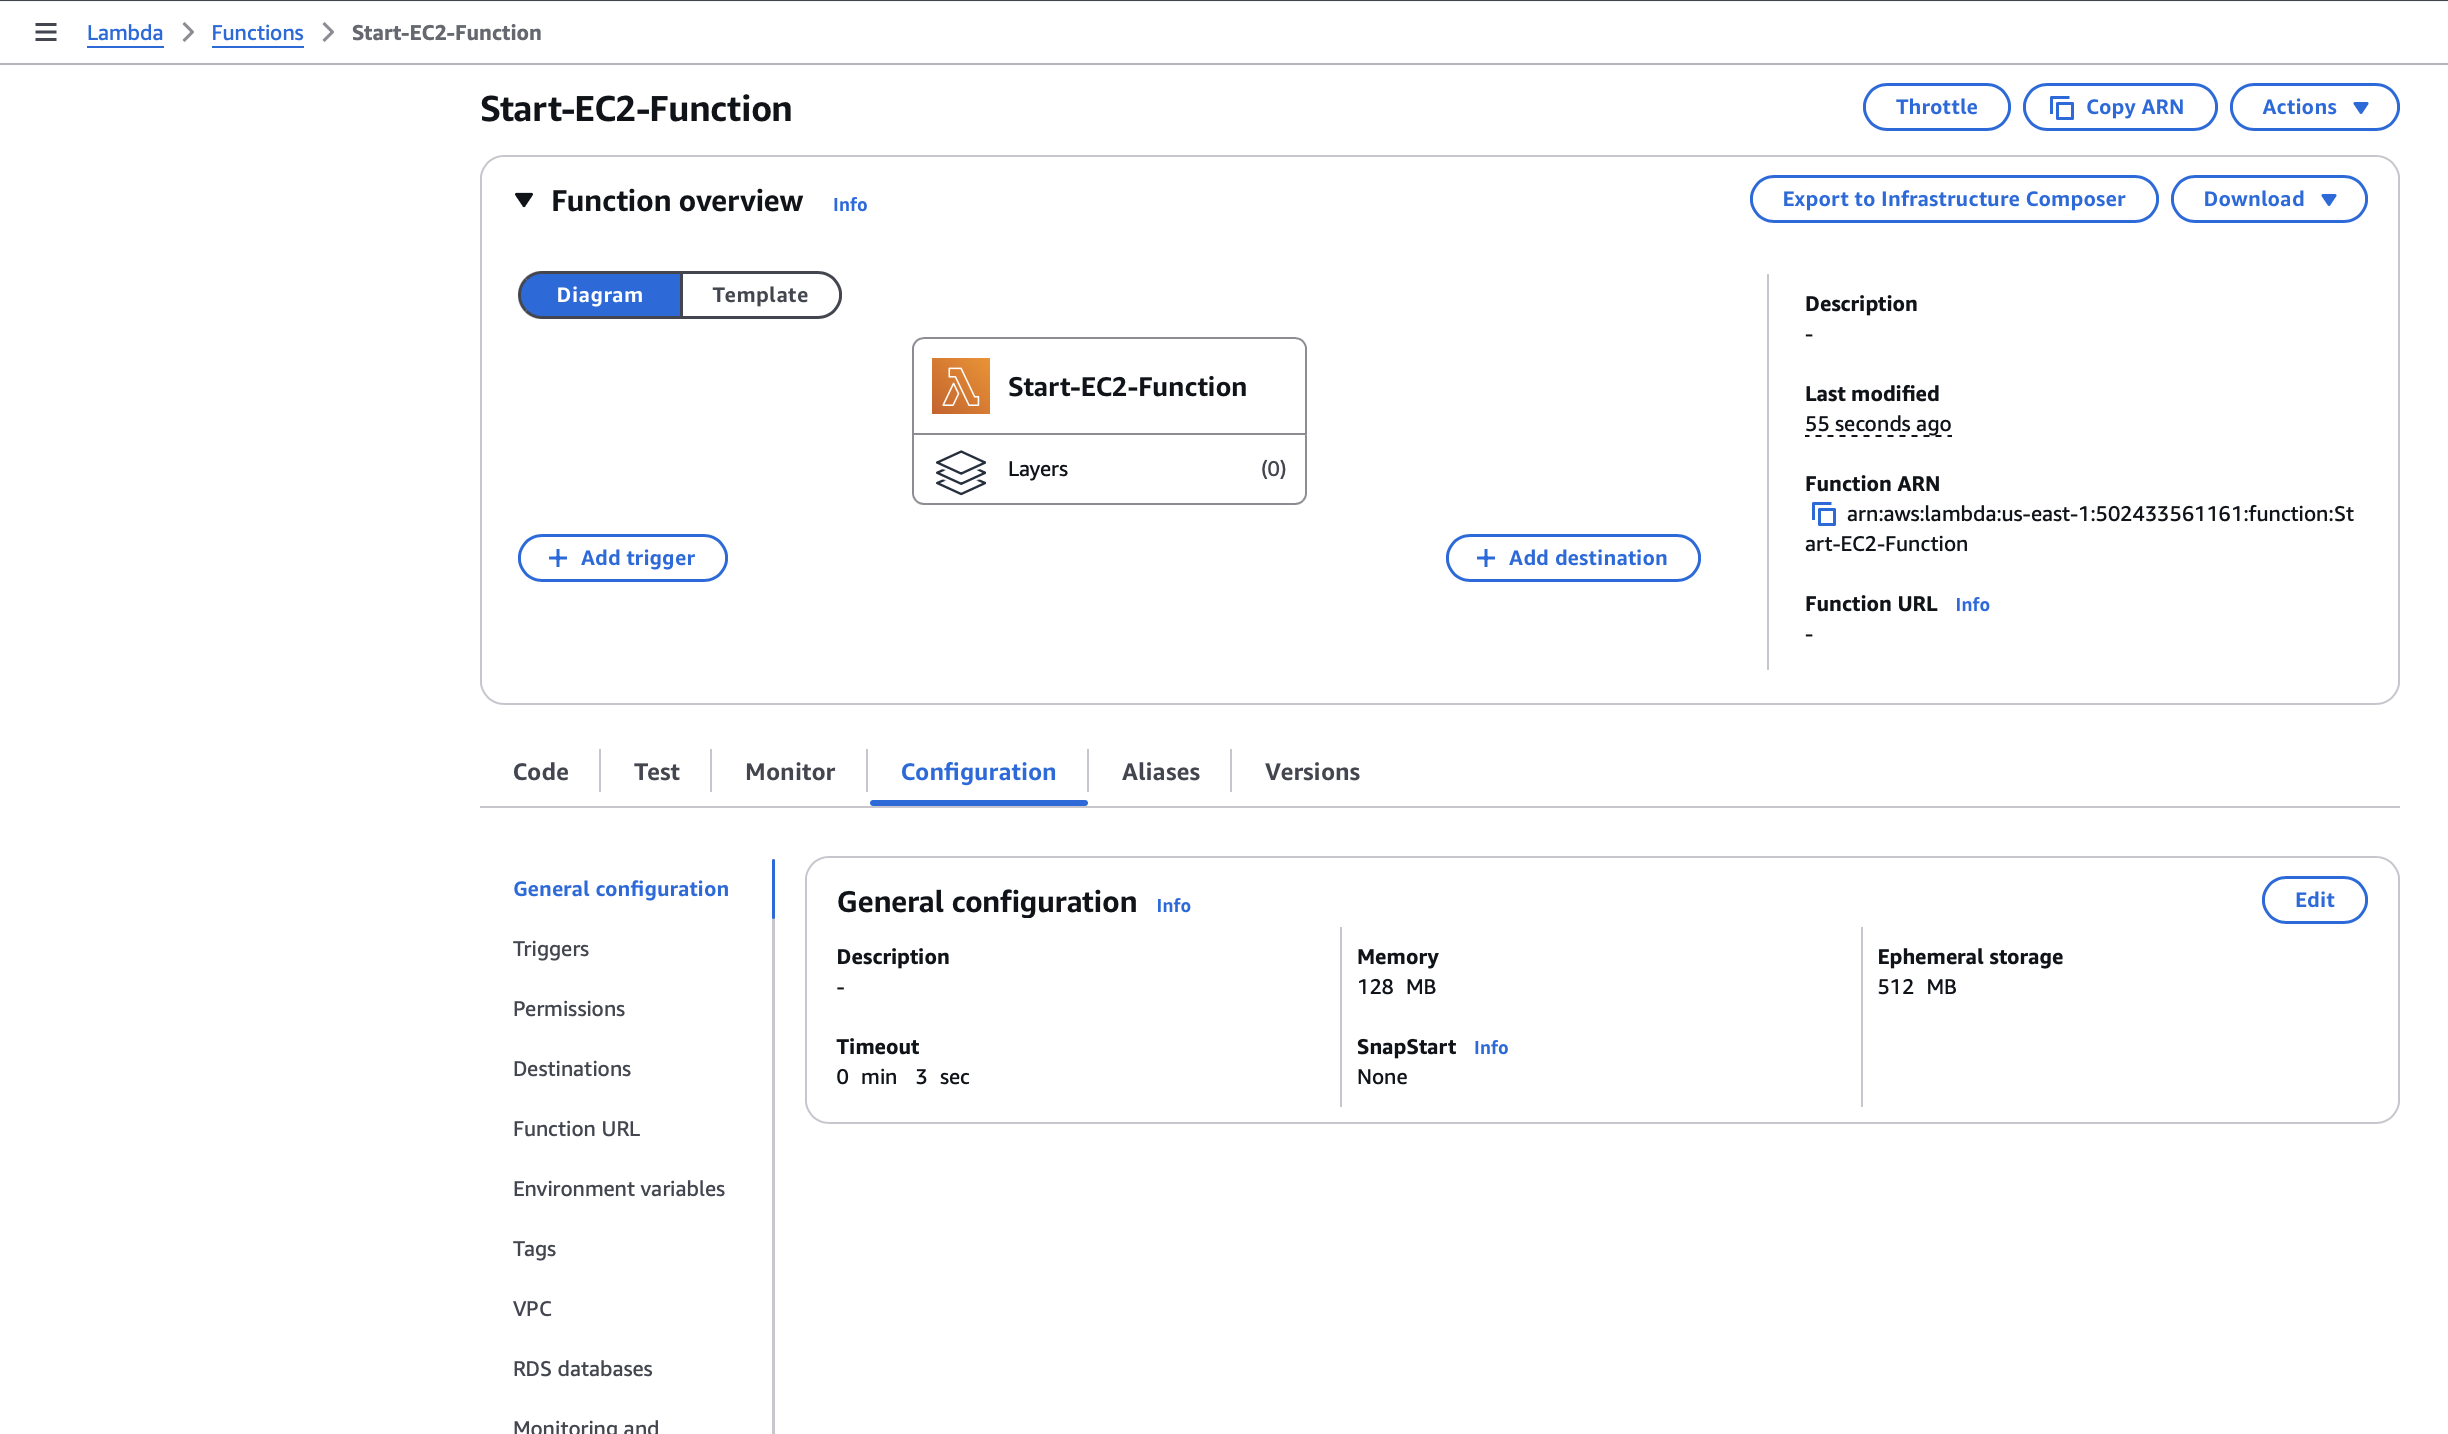 Lambda > Functions > Start-EC2-Function
Start-EC2-Function
Throttle
Copy ARN
Actions
Function overview Info
Export to Infrastructure Composer
Download
Diagram
Template
Start-EC2-Function
Layers (0)
+ Add trigger
+ Add destination
Description
-
Last modified
55 seconds ago
Function ARN
arn:aws:lambda:us-east-1:502433561161:function:St
art-EC2-Function
Function URL Info
-
Code
Test
Monitor
Configuration
Aliases
Versions
General configuration
Triggers
Permissions
Destinations
Function URL
Environment variables
Tags
VPC
RDS databases
Monitoring and
General configuration Info
Edit
Description
-
Memory
128 MB
Ephemeral storage
512 MB
Timeout
0 min 3 sec
SnapStart Info
None